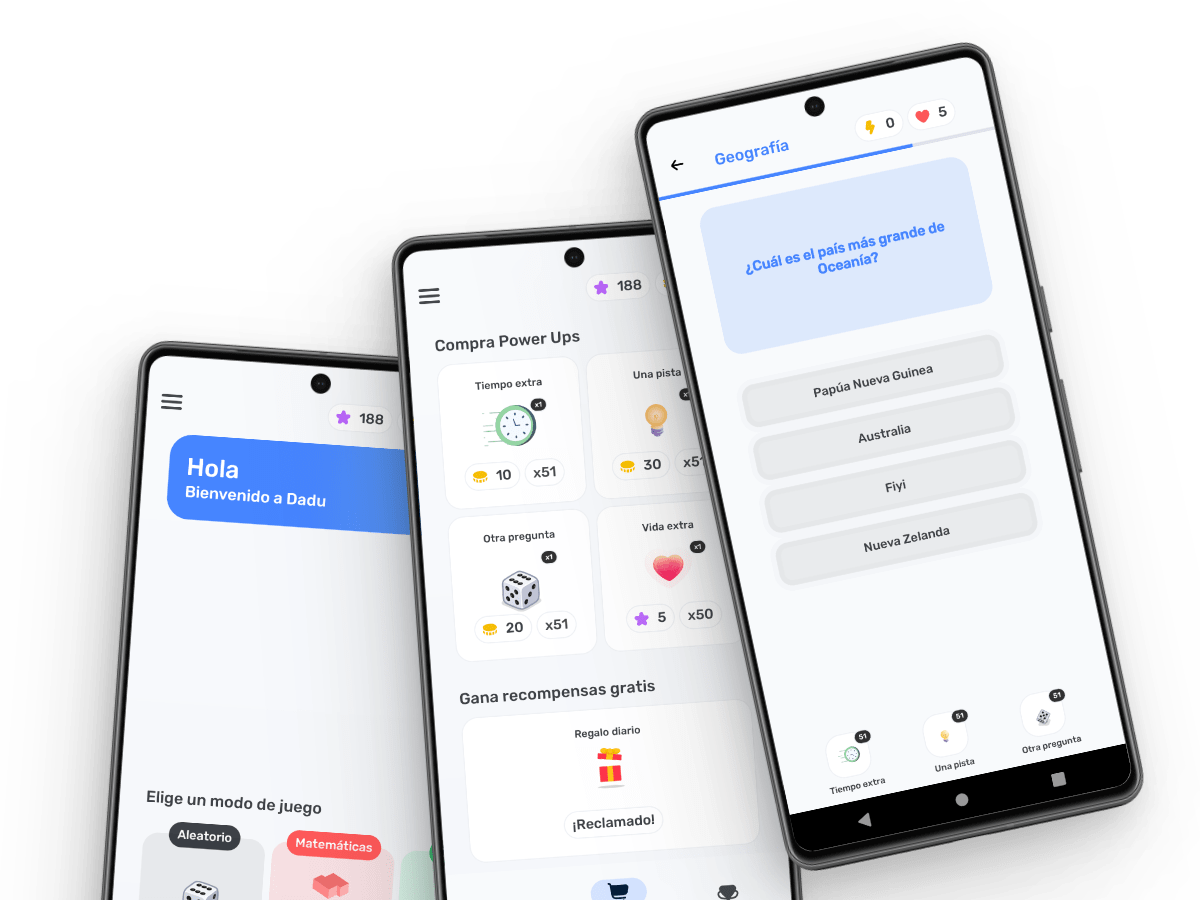 188
Hola
Bienvenido a Dadu
Elige un modo de juego
Aleatorio
Matemáticas
188
Compra Power Ups
Tiempo extra
x1
10
x51
Una pista
30
x51
Otra pregunta
x1
20
x51
Vida extra
x1
5
x50
Gana recompensas gratis
Regalo diario
¡Reclamado!
Geografía
0
5
¿Cuál es el país más grande de
Oceanía?
Papúa Nueva Guinea
Australia
Fiyi
Nueva Zelanda
51
Tiempo extra
51
Una pista
51
Otra pregunta